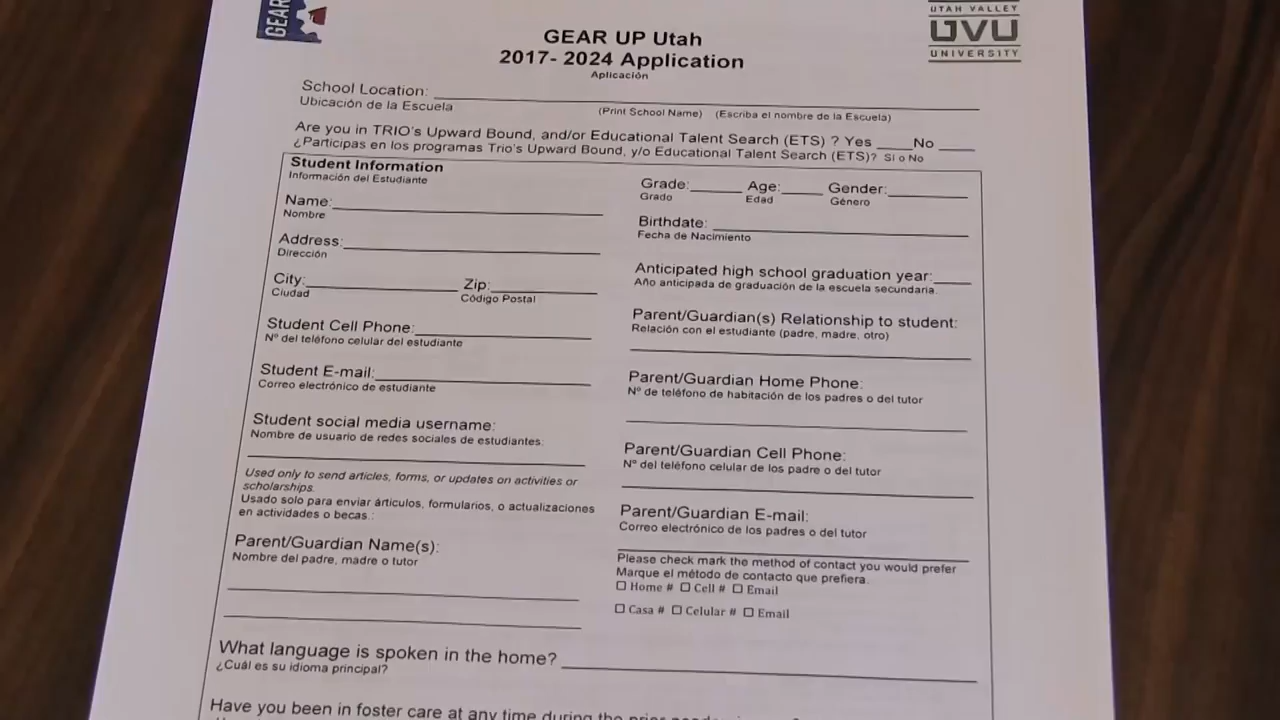 GEAR
UTAH VALLEY
UVU
UNIVERSITY
GEAR UP Utah
2017- 2024 Application
Aplicación
School Location:
Ubicación de la Escuela
(Print School Name) (Escriba el nombre de la Escuela)
Are you in TRIO's Upward Bound, and/or Educational Talent Search (ETS) ? Yes ____No ____
¿Participas en los programas Trio's Upward Bound, y/o Educational Talent Search (ETS)? Si o No
Student Information
Información del Estudiante
Name:
Nombre
Address:
Dirección
City: Zip:
Ciudad Código Postal
Student Cell Phone:
Nº del teléfono celular del estudiante
Student E-mail:
Correo electrónico de estudiante
Student social media username:
Nombre de usuario de redes sociales de estudiantes:
Used only to send articles, forms, or updates on activities or
scholarships.
Usado solo para enviar árticulos, formularios, o actualizaciones
en actividades o becas.:
Parent/Guardian Name(s):
Nombre del padre, madre o tutor
Grade:______ Age:_____ Gender:_________
Grado Edad Género
Birthdate:
Fecha de Nacimiento
Anticipated high school graduation year:____
Año anticipada de graduación de la escuela secundaria.
Parent/Guardian(s) Relationship to student:
Relación con el estudiante (padre, madre, otro)
Parent/Guardian Home Phone:
Nº de teléfono de habitación de los padres o del tutor
Parent/Guardian Cell Phone:
Nº del teléfono celular de los padre o del tutor
Parent/Guardian E-mail:
Correo electrónico de los padres o del tutor
Please check mark the method of contact you would prefer
Marque el método de contacto que prefiera.
☐ Home # ☐ Cell # ☐ Email
☐ Casa # ☐ Celular # ☐ Email
What language is spoken in the home?
¿Cuál es su idioma principal?
Have you been in foster care at any time during the prior